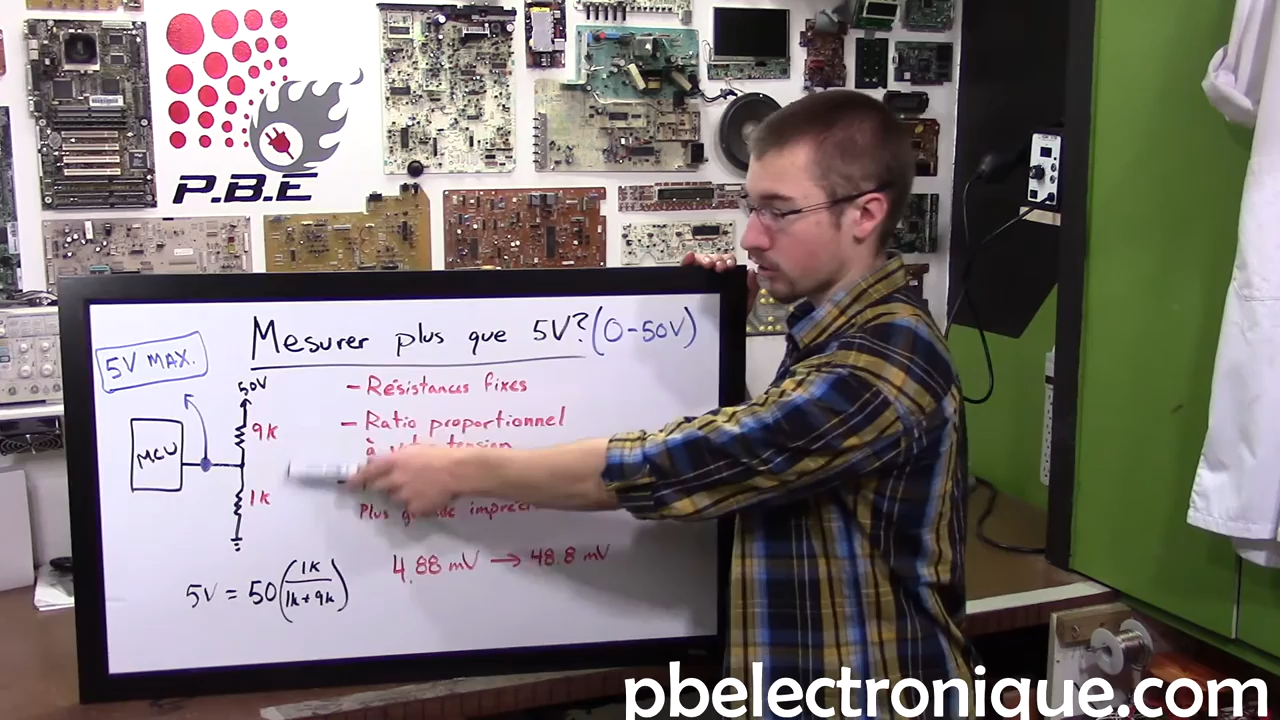 P.B.E
Mesurer plus que 5V? (0-50V)
5V MAX.
50V
- Résistances fixes
9K
- Ratio proportionnel
à tension
MCU
1K
Plus
4.88 mV → 48.8 mV
5V = 50(1K/1K+9K)
pbelectronique.com